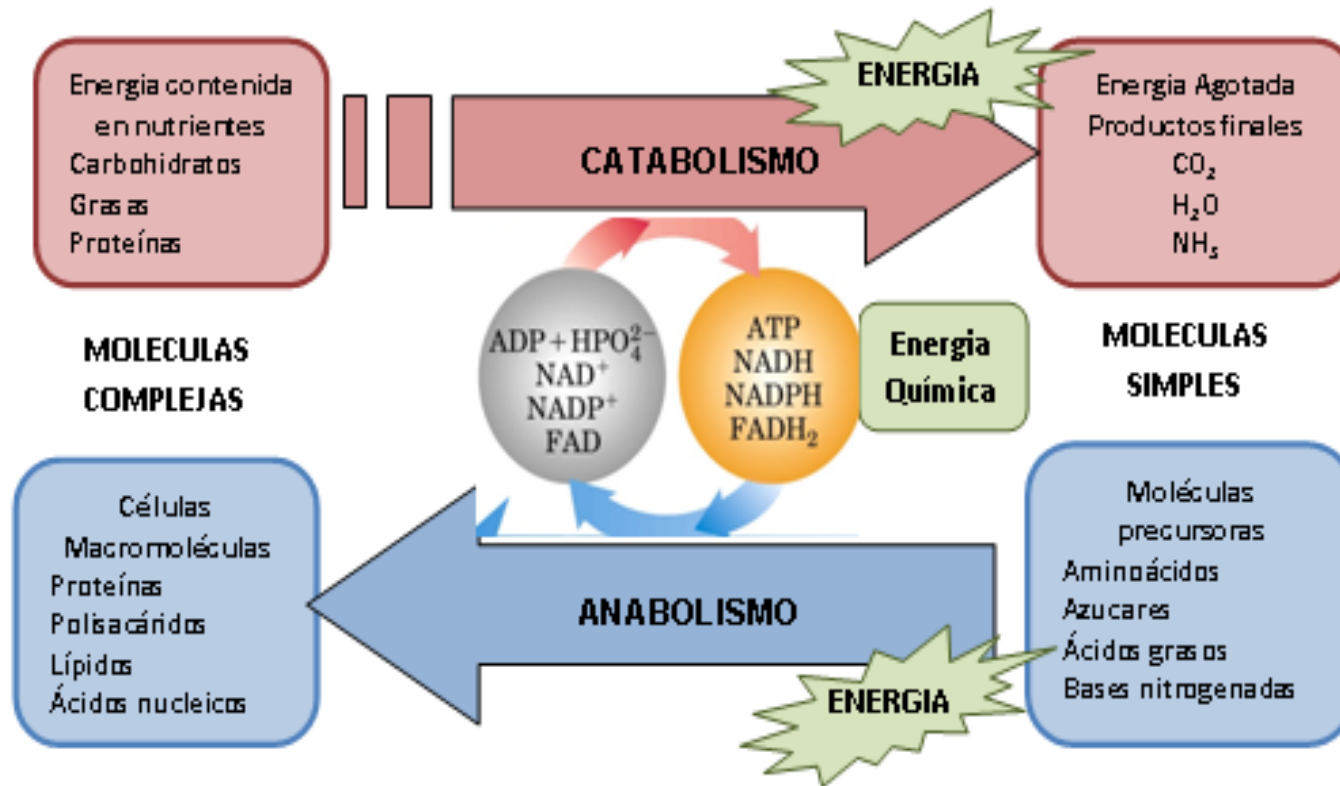 Energia contenida
en nutrientes
Carbohidratos
Grasas
Proteínas
CATABOLISMO
ENERGIA
Energia Agotada
Productos finales
CO₂
H₂O
NH₃
MOLECULAS
COMPLEJAS
ADP + HPO₄²⁻
NAD⁺
NADP⁺
FAD
ATP
NADH
NADPH
FADH₂
Energia
Química
MOLECULAS
SIMPLES
Células
Macromoléculas
Proteínas
Polisacáridos
Lípidos
Ácidos nucleicos
ANABOLISMO
ENERGIA
Moléculas
precursoras
Aminoácidos
Azucares
Ácidos grasos
Bases nitrogenadas